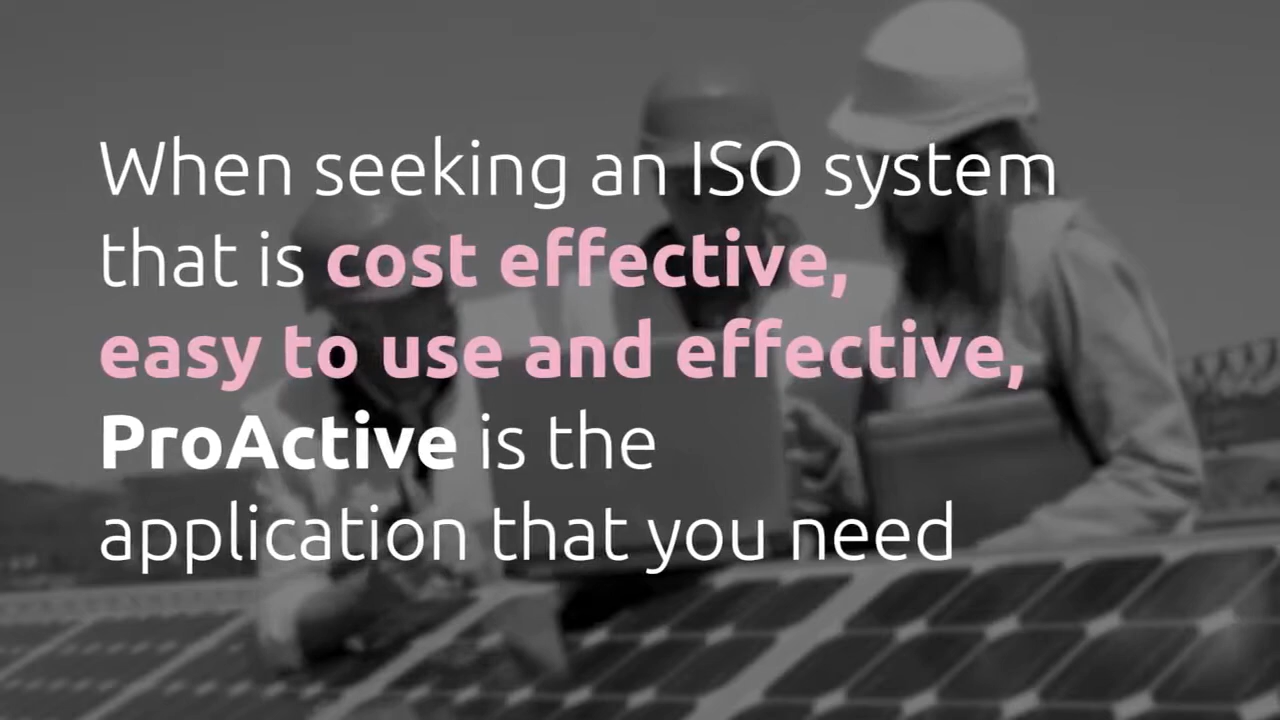 When seeking an ISO system
that is cost effective,
easy to use and effective,
ProActive is the
application that you need